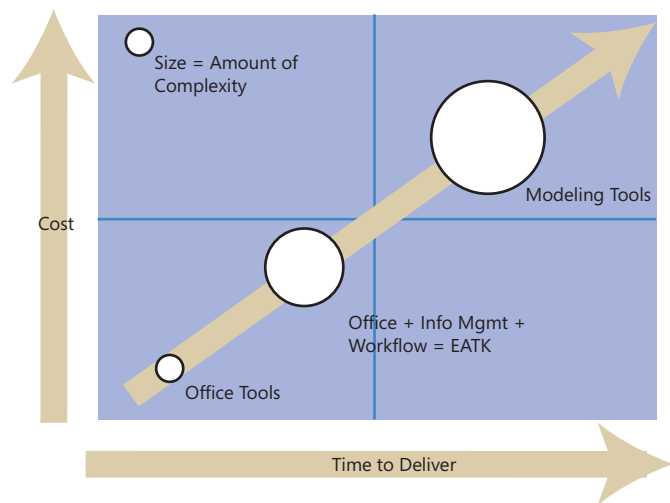 Size = Amount of
Complexity
Modeling Tools
Cost
Office + Info Mgmt +
Workflow = EATK
Office Tools
Time to Deliver